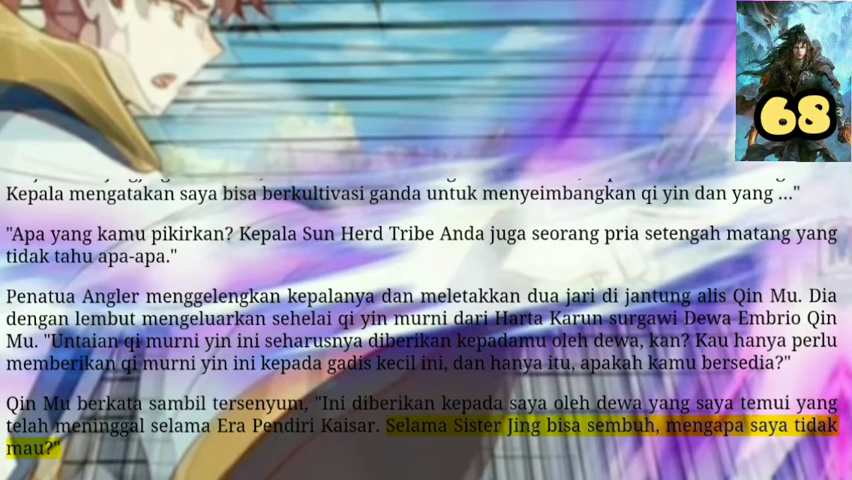 68
Kepala mengatakan saya bisa berkultivasi ganda untuk menyeimbangkan qi yin dan yang ..."
"Apa yang kamu pikirkan? Kepala Sun Herd Tribe Anda juga seorang pria setengah matang yang
tidak tahu apa-apa."
Penatua Angler menggelengkan kepalanya dan meletakkan dua jari di jantung alis Qin Mu. Dia
dengan lembut mengeluarkan sehelai qi yin murni dari Harta Karun surgawi Dewa Embrio Qin
Mu. "Untaian qi murni yin ini seharusnya diberikan kepadamu oleh dewa, kan? Kau hanya perlu
memberikan qi murni yin ini kepada gadis kecil ini, dan hanya itu, apakah kamu bersedia?"
Qin Mu berkata sambil tersenyum, "Ini diberikan kepada saya oleh dewa yang saya temui yang
telah meninggal selama Era Pendiri Kaisar. Selama Sister Jing bisa sembuh, mengapa saya tidak
mau?"